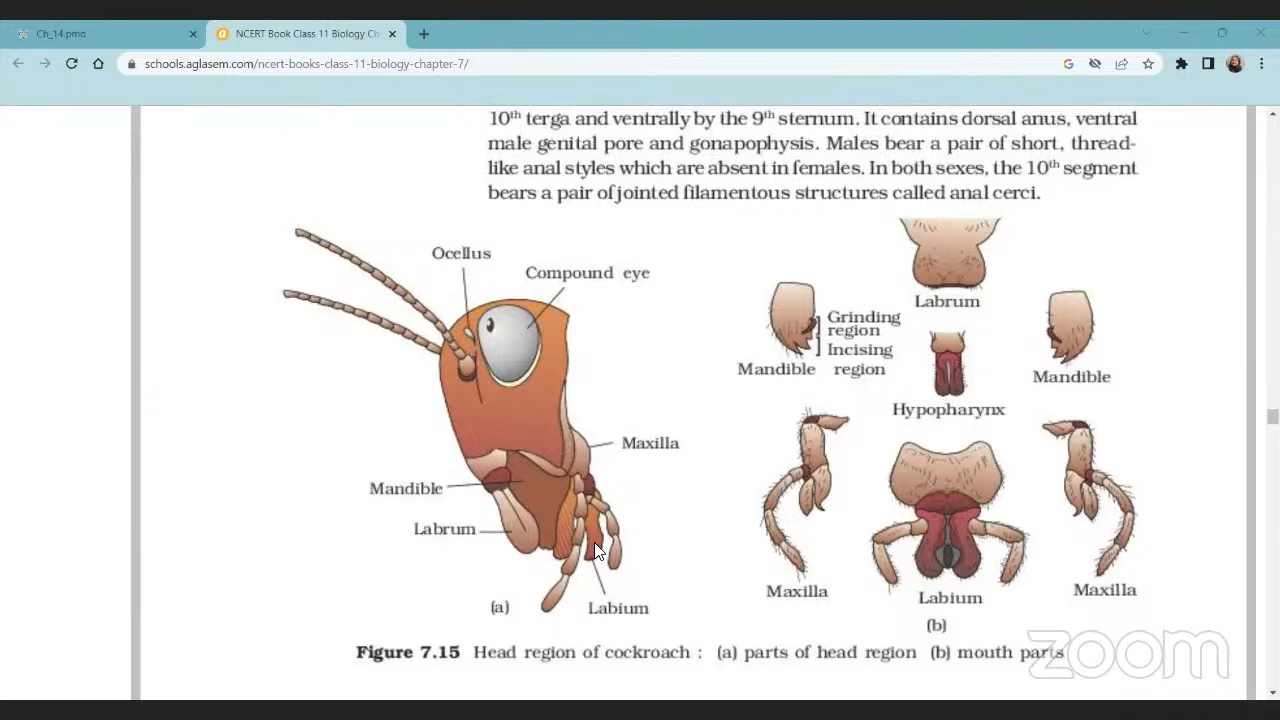 Ch_14.pmd
NCERT Book Class 11 Biology Ch
schools.aglasem.com/ncert-books-class-11-biology-chapter-7/
10th terga and ventrally by the 9th sternum. It contains dorsal anus, ventral
male genital pore and gonapophysis. Males bear a pair of short, thread-
like anal styles which are absent in females. In both sexes, the 10th segment
bears a pair of jointed filamentous structures called anal cerci.
Ocellus
Compound eye
Maxilla
Mandible
Labrum
Labium
(a)
Labrum
Grinding
region
Incising
region
Mandible
Mandible
Hypopharynx
Maxilla
Labium
Maxilla
(b)
Figure 7.15 Head region of cockroach : (a) parts of head region (b) mouth parts
zoom